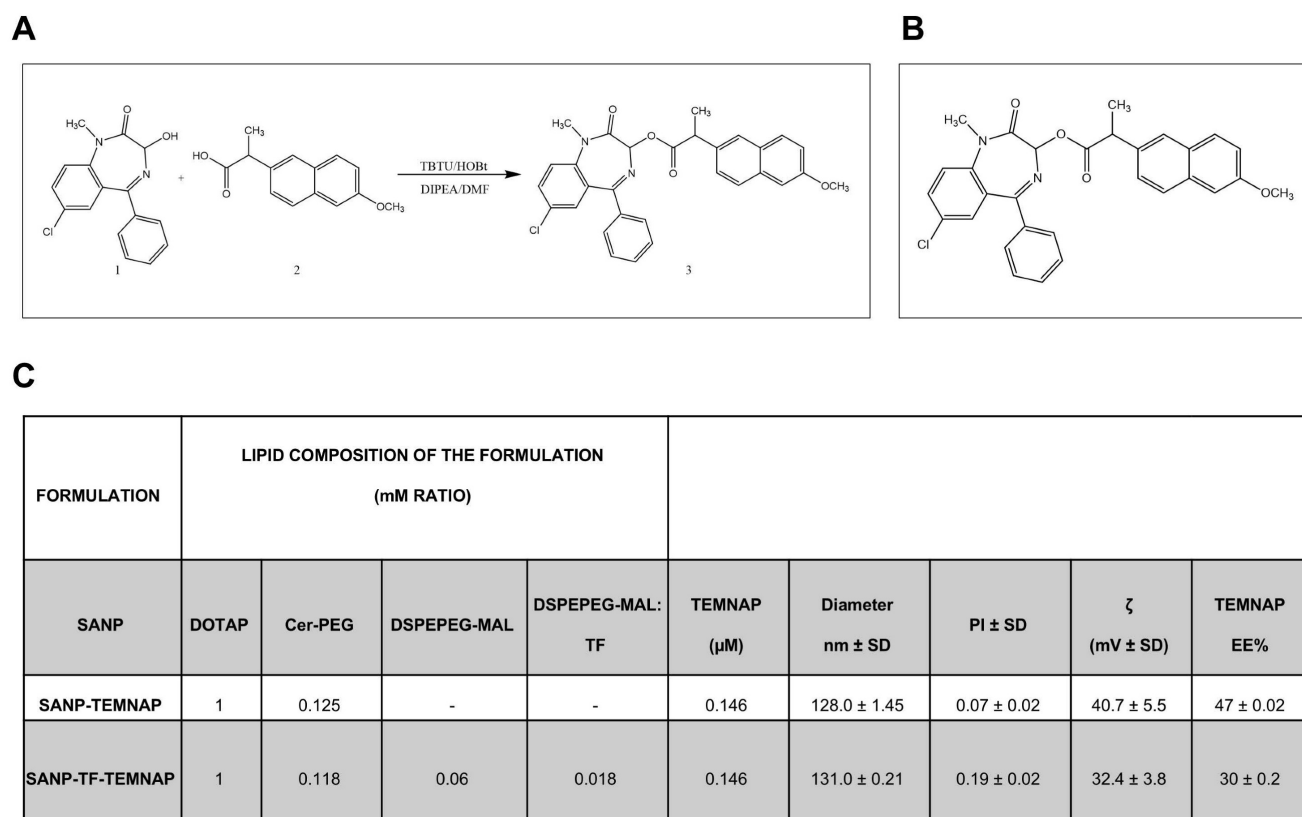 A
B
H₃C
N
O
OH
N
Cl
1
+
HO
CH₃
O
OCH₃
2
TBTU/HOBt
DIPEA/DMF
H₃C
N
O
O
CH₃
O
N
Cl
OCH₃
3
H₃C
N
O
O
CH₃
O
N
Cl
OCH₃
C
FORMULATION
LIPID COMPOSITION OF THE FORMULATION
(mM RATIO)
SANP DOTAP Cer-PEG DSPEPEG-MAL DSPEPEG-MAL: TF TEMNAP (µM) Diameter nm ± SD PI ± SD ζ (mV ± SD) TEMNAP EE%
SANP-TEMNAP 1 0.125 - - 0.146 128.0 ± 1.45 0.07 ± 0.02 40.7 ± 5.5 47 ± 0.02
SANP-TF-TEMNAP 1 0.118 0.06 0.018 0.146 131.0 ± 0.21 0.19 ± 0.02 32.4 ± 3.8 30 ± 0.2